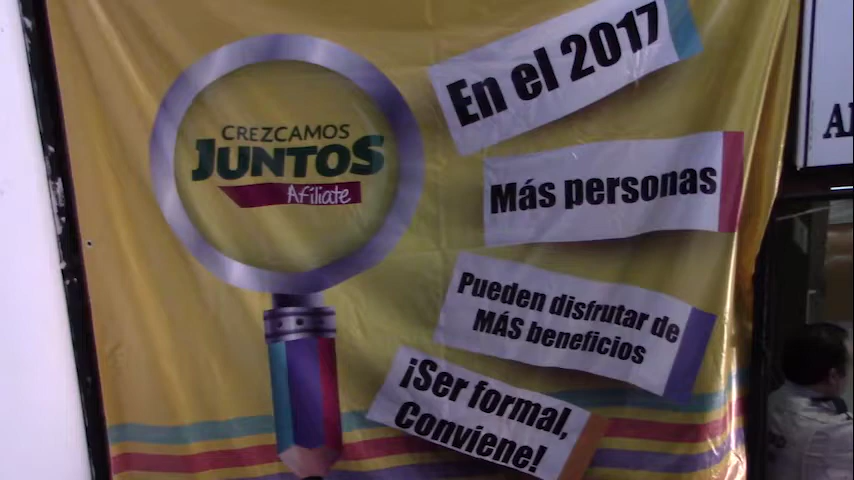 CREZCAMOS
JUNTOS
Afíliate
En el 2017
Más personas
Pueden disfrutar de
MÁS beneficios
¡Ser formal,
Conviene!